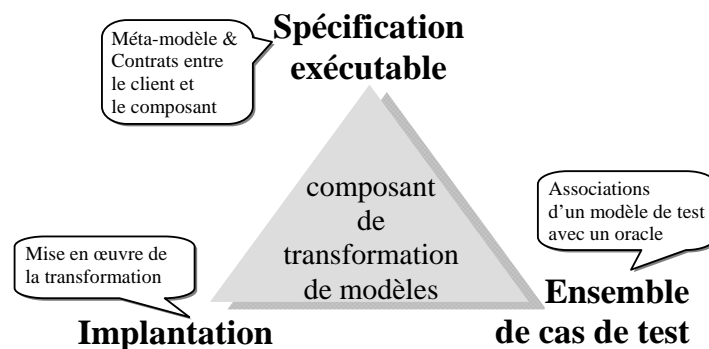 Méta-modèle &
Contrats entre
le client et
le composant
Spécification
exécutable
composant
de
transformation
de modèles
Associations
d'un modèle de test
avec un oracle
Mise en œuvre de
la transformation
Implantation
Ensemble
de cas de test